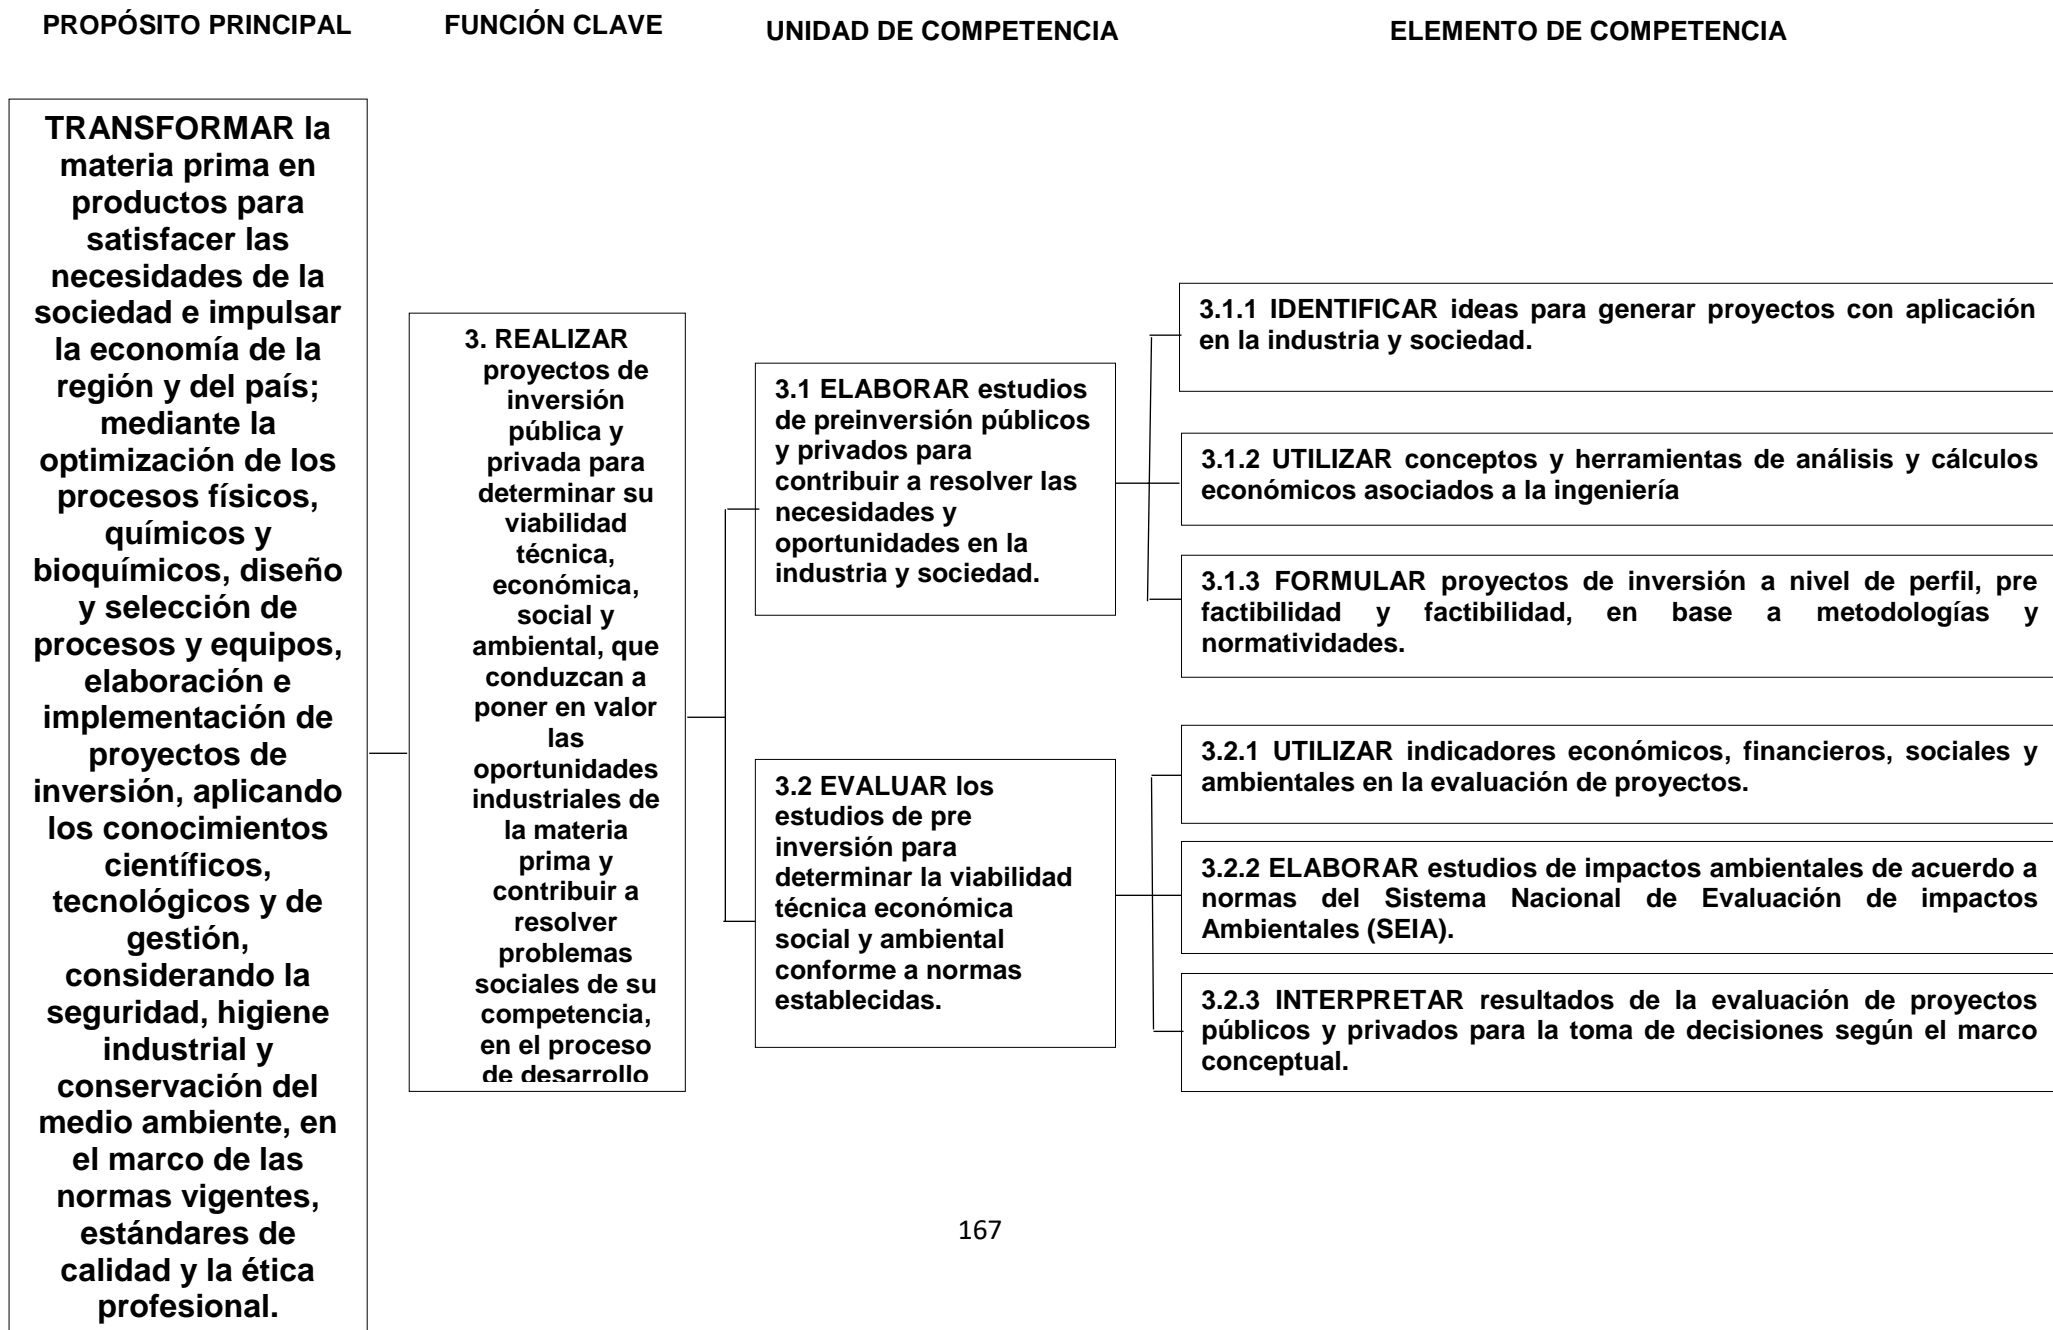 PROPÓSITO PRINCIPAL
FUNCIÓN CLAVE
UNIDAD DE COMPETENCIA
ELEMENTO DE COMPETENCIA
TRANSFORMAR la
materia prima en
productos para
satisfacer las
necesidades de la
sociedad e impulsar
la economía de la
región y del país;
mediante la
optimización de los
procesos físicos,
químicos y
bioquímicos, diseño
y selección de
procesos y equipos,
elaboración e
implementación de
proyectos de
inversión, aplicando
los conocimientos
científicos,
tecnológicos y de
gestión,
considerando la
seguridad, higiene
industrial y
conservación del
medio ambiente, en
el marco de las
normas vigentes,
estándares de
calidad y la ética
profesional.
3. REALIZAR
proyectos de
inversión
pública y
privada para
determinar su
viabilidad
técnica,
económica,
social y
ambiental, que
conduzcan a
poner en valor
las
oportunidades
industriales de
la materia
prima y
contribuir a
resolver
problemas
sociales de su
competencia,
en el proceso
de desarrollo
3.1 ELABORAR estudios
de preinversión públicos
y privados para
contribuir a resolver las
necesidades y
oportunidades en la
industria y sociedad.
3.2 EVALUAR los
estudios de pre
inversión para
determinar la viabilidad
técnica económica
social y ambiental
conforme a normas
establecidas.
3.1.1 IDENTIFICAR ideas para generar proyectos con aplicación
en la industria y sociedad.
3.1.2 UTILIZAR conceptos y herramientas de análisis y cálculos
económicos asociados a la ingeniería
3.1.3 FORMULAR proyectos de inversión a nivel de perfil, pre
factibilidad y factibilidad, en base a metodologías y
normatividades.
3.2.1 UTILIZAR indicadores económicos, financieros, sociales y
ambientales en la evaluación de proyectos.
3.2.2 ELABORAR estudios de impactos ambientales de acuerdo a
normas del Sistema Nacional de Evaluación de impactos
Ambientales (SEIA).
3.2.3 INTERPRETAR resultados de la evaluación de proyectos
públicos y privados para la toma de decisiones según el marco
conceptual.
167